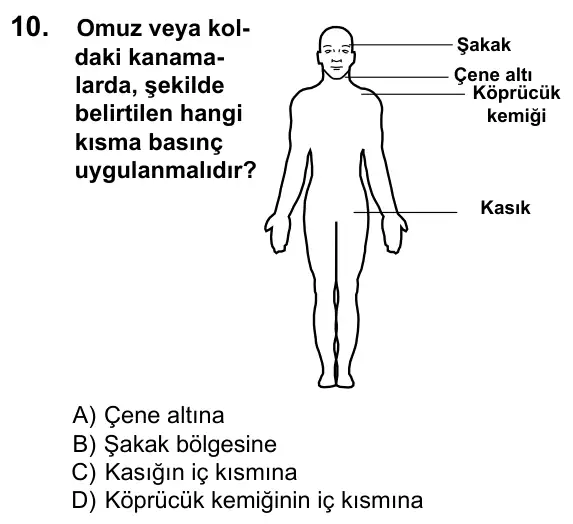 10. Omuz veya kol-
daki kanama-
larda, şekilde
belirtilen hangi
kısma basınç
uygulanmalıdır?
Şakak
Çene altı
Köprücük
kemiği
Kasık
A) Çene altına
B) Şakak bölgesine
C) Kasığın iç kısmına
D) Köprücük kemiğinin iç kısmına